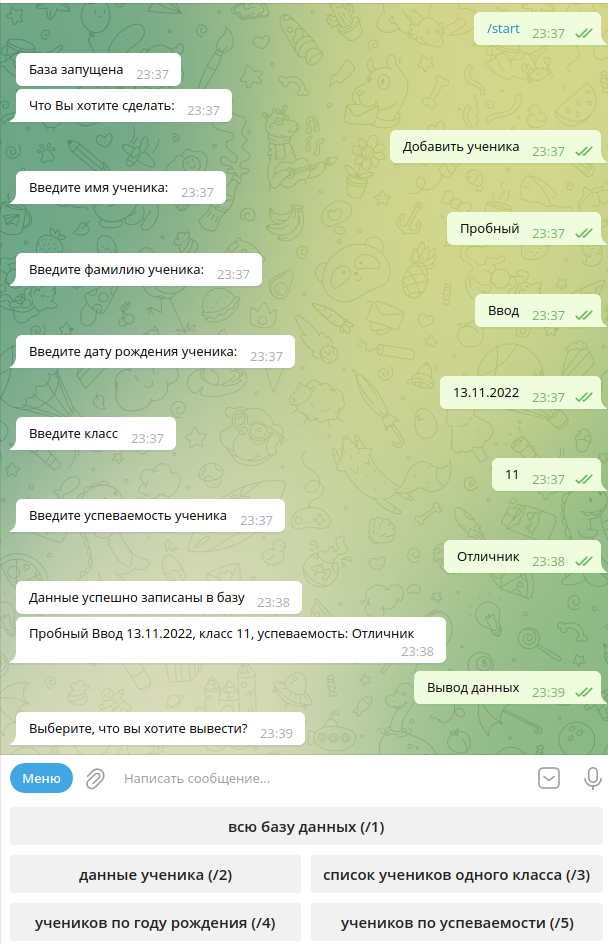 /start 23:37
База запущена 23:37
Что Вы хотите сделать: 23:37
Добавить ученика 23:37
Введите имя ученика: 23:37
Пробный 23:37
Введите фамилию ученика: 23:37
Ввод 23:37
Введите дату рождения ученика: 23:37
13.11.2022 23:37
Введите класс 23:37
11 23:37
Введите успеваемость ученика 23:37
Отличник 23:38
Данные успешно записаны в базу 23:38
Пробный Ввод 13.11.2022, класс 11, успеваемость: Отличник
23:38
Вывод данных 23:39
Выберите, что вы хотите вывести? 23:39
Меню Написать сообщение...
всю базу данных (/1)
данные ученика (/2) список учеников одного класса (/3)
учеников по году рождения (/4) учеников по успеваемости (/5)